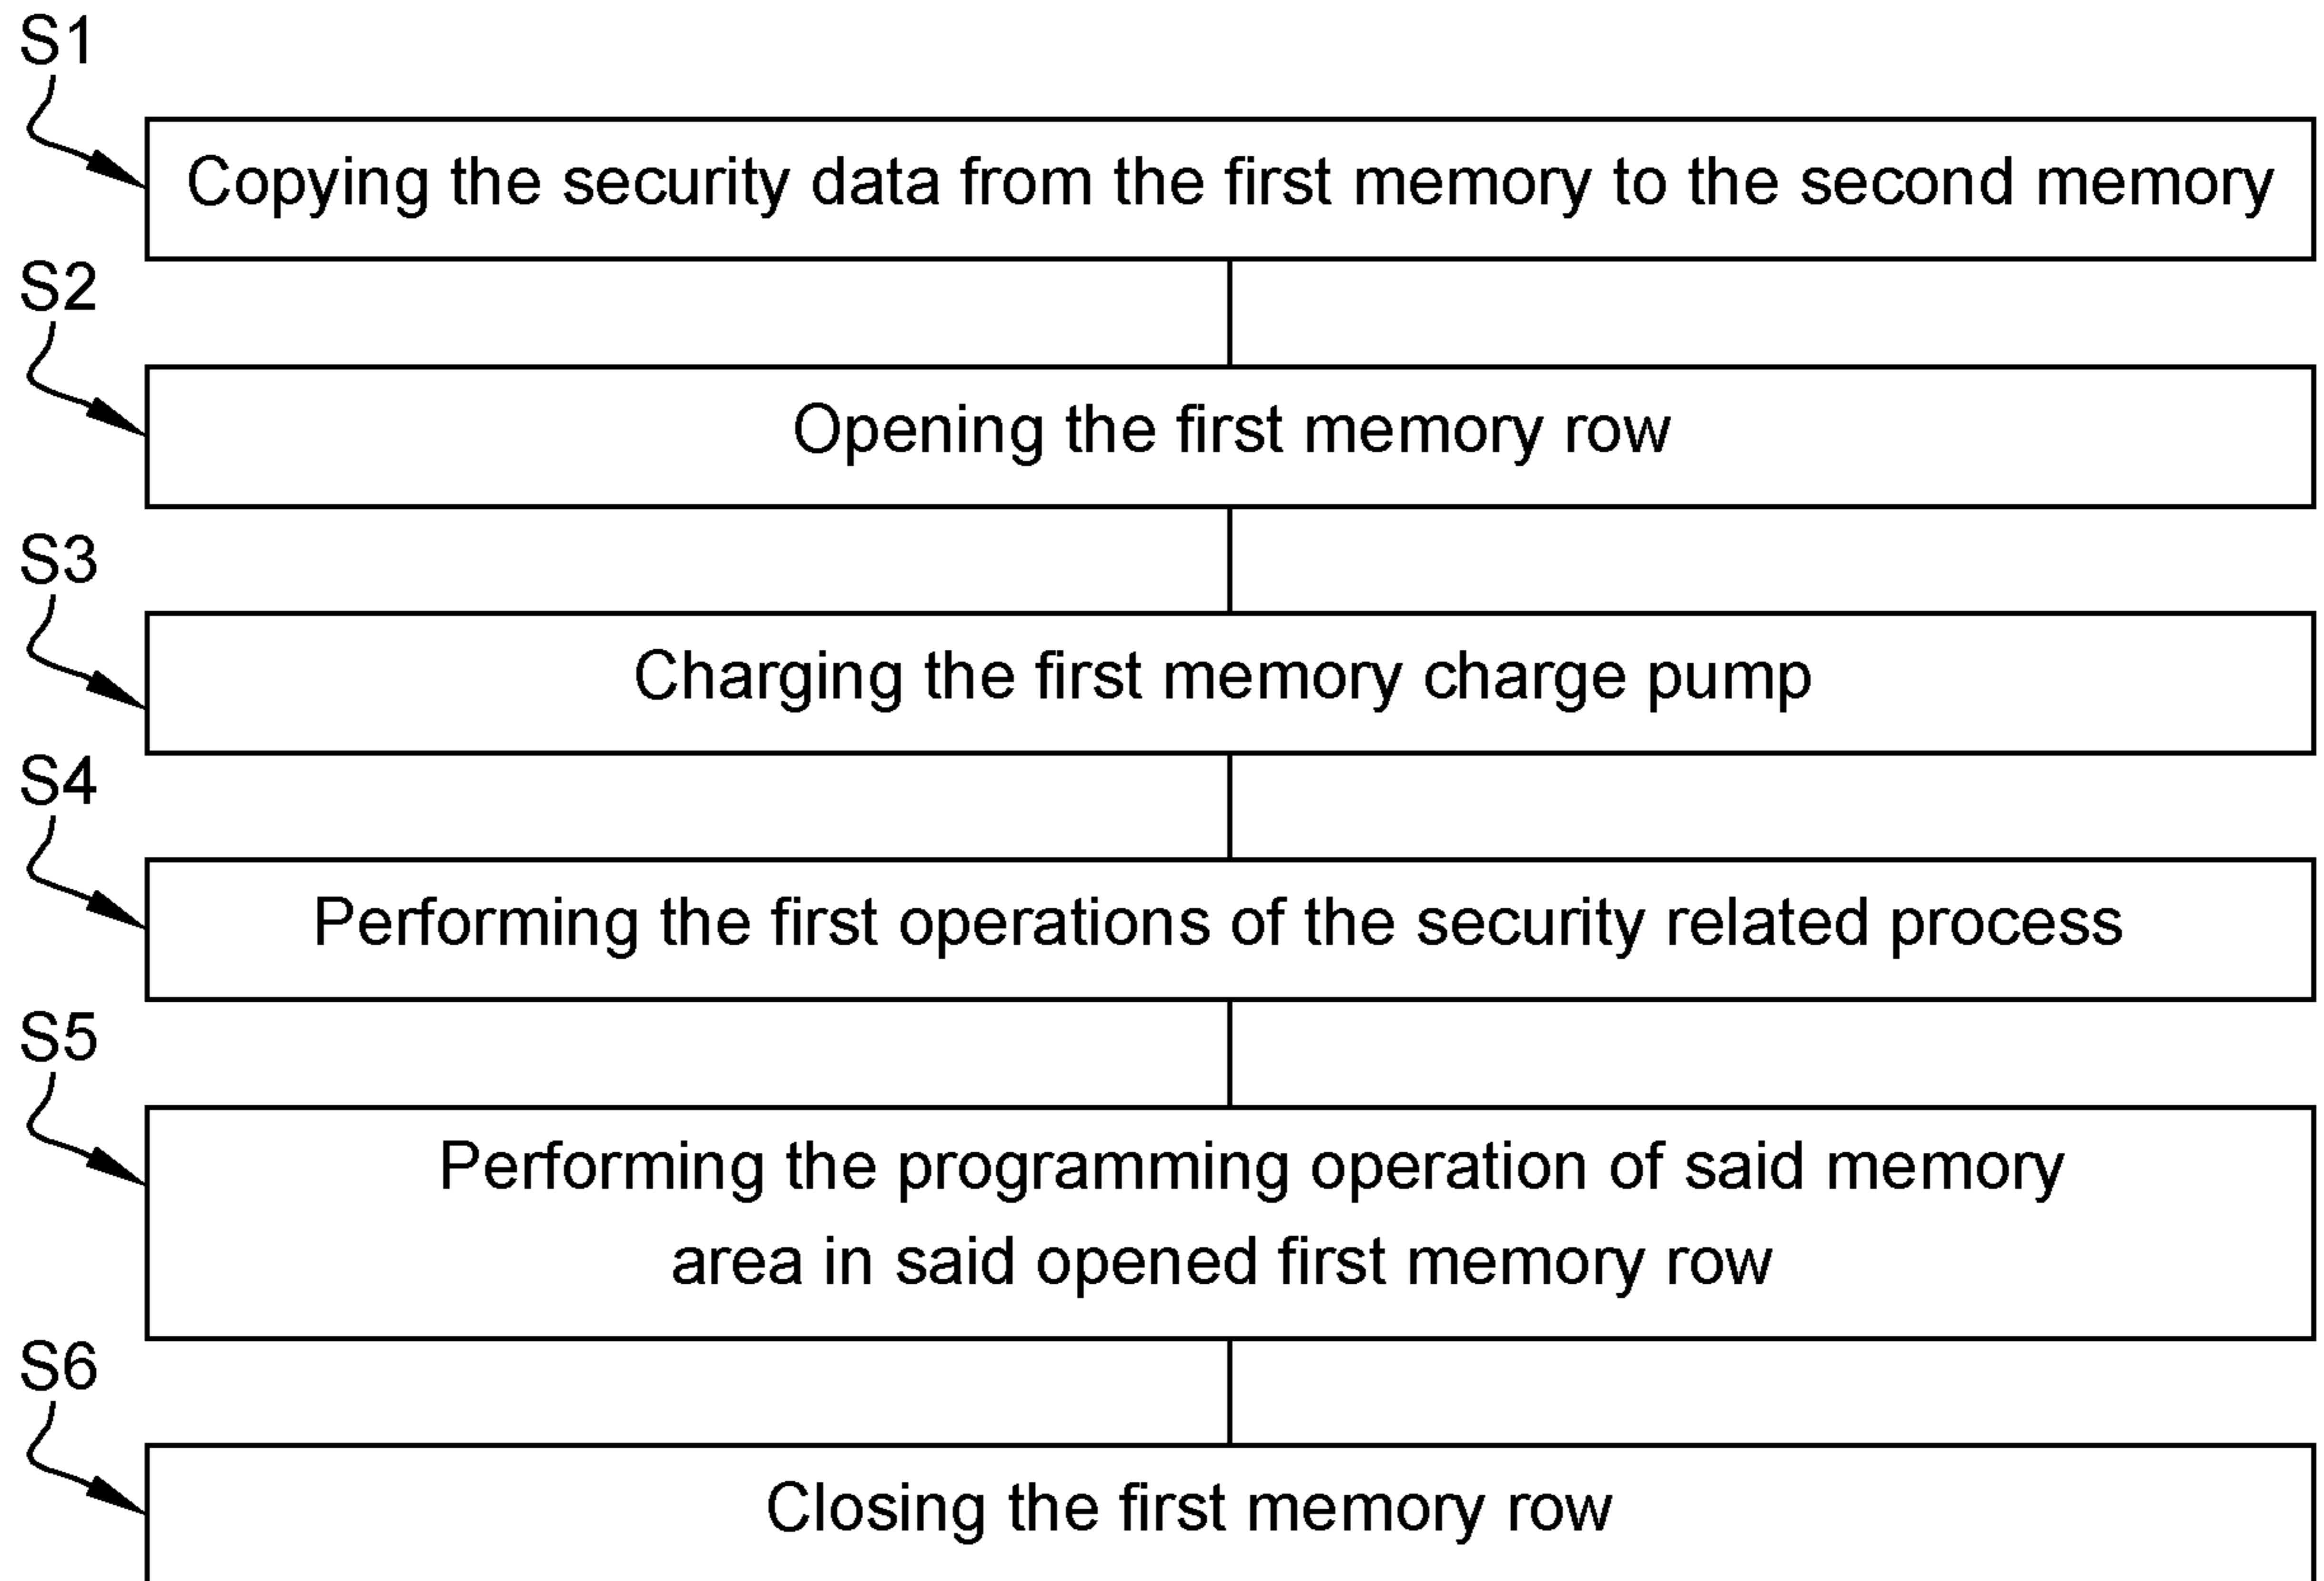 S1
Copying the security data from the first memory to the second memory
S2
Opening the first memory row
S3
Charging the first memory charge pump
S4
Performing the first operations of the security related process
S5
Performing the programming operation of said memory
area in said opened first memory row
S6
Closing the first memory row